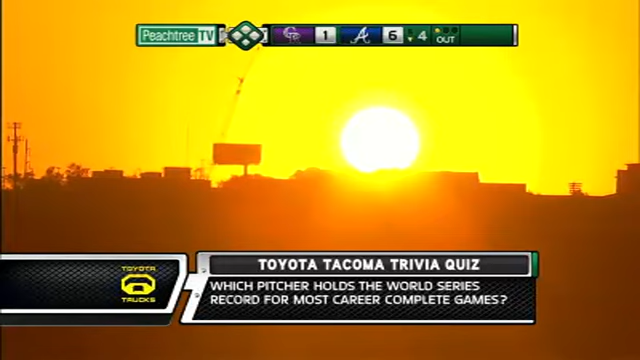 Peachtree TV CR 1 A 6 4 OUT
TOYOTA TACOMA TRIVIA QUIZ
TOYOTA
TRUCKS
WHICH PITCHER HOLDS THE WORLD SERIES
RECORD FOR MOST CAREER COMPLETE GAMES?